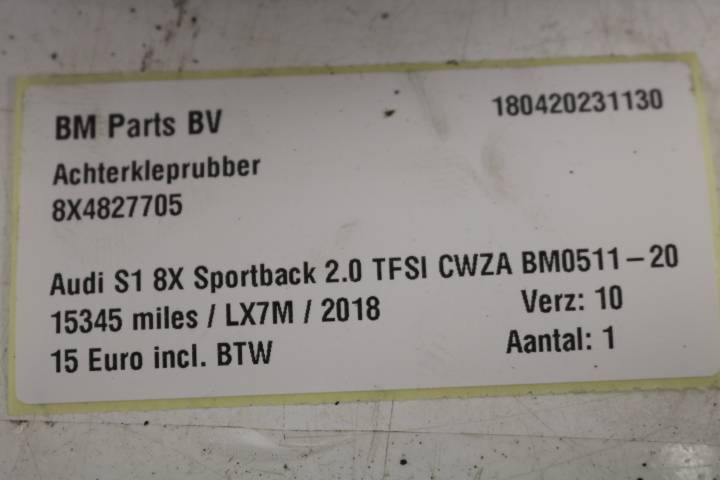 BM Parts BV 180420231130
Achterkleprubber
8X4827705
Audi S1 8X Sportback 2.0 TFSI CWZA BM0511-20
15345 miles / LX7M / 2018 Verz: 10
15 Euro incl. BTW Aantal: 1